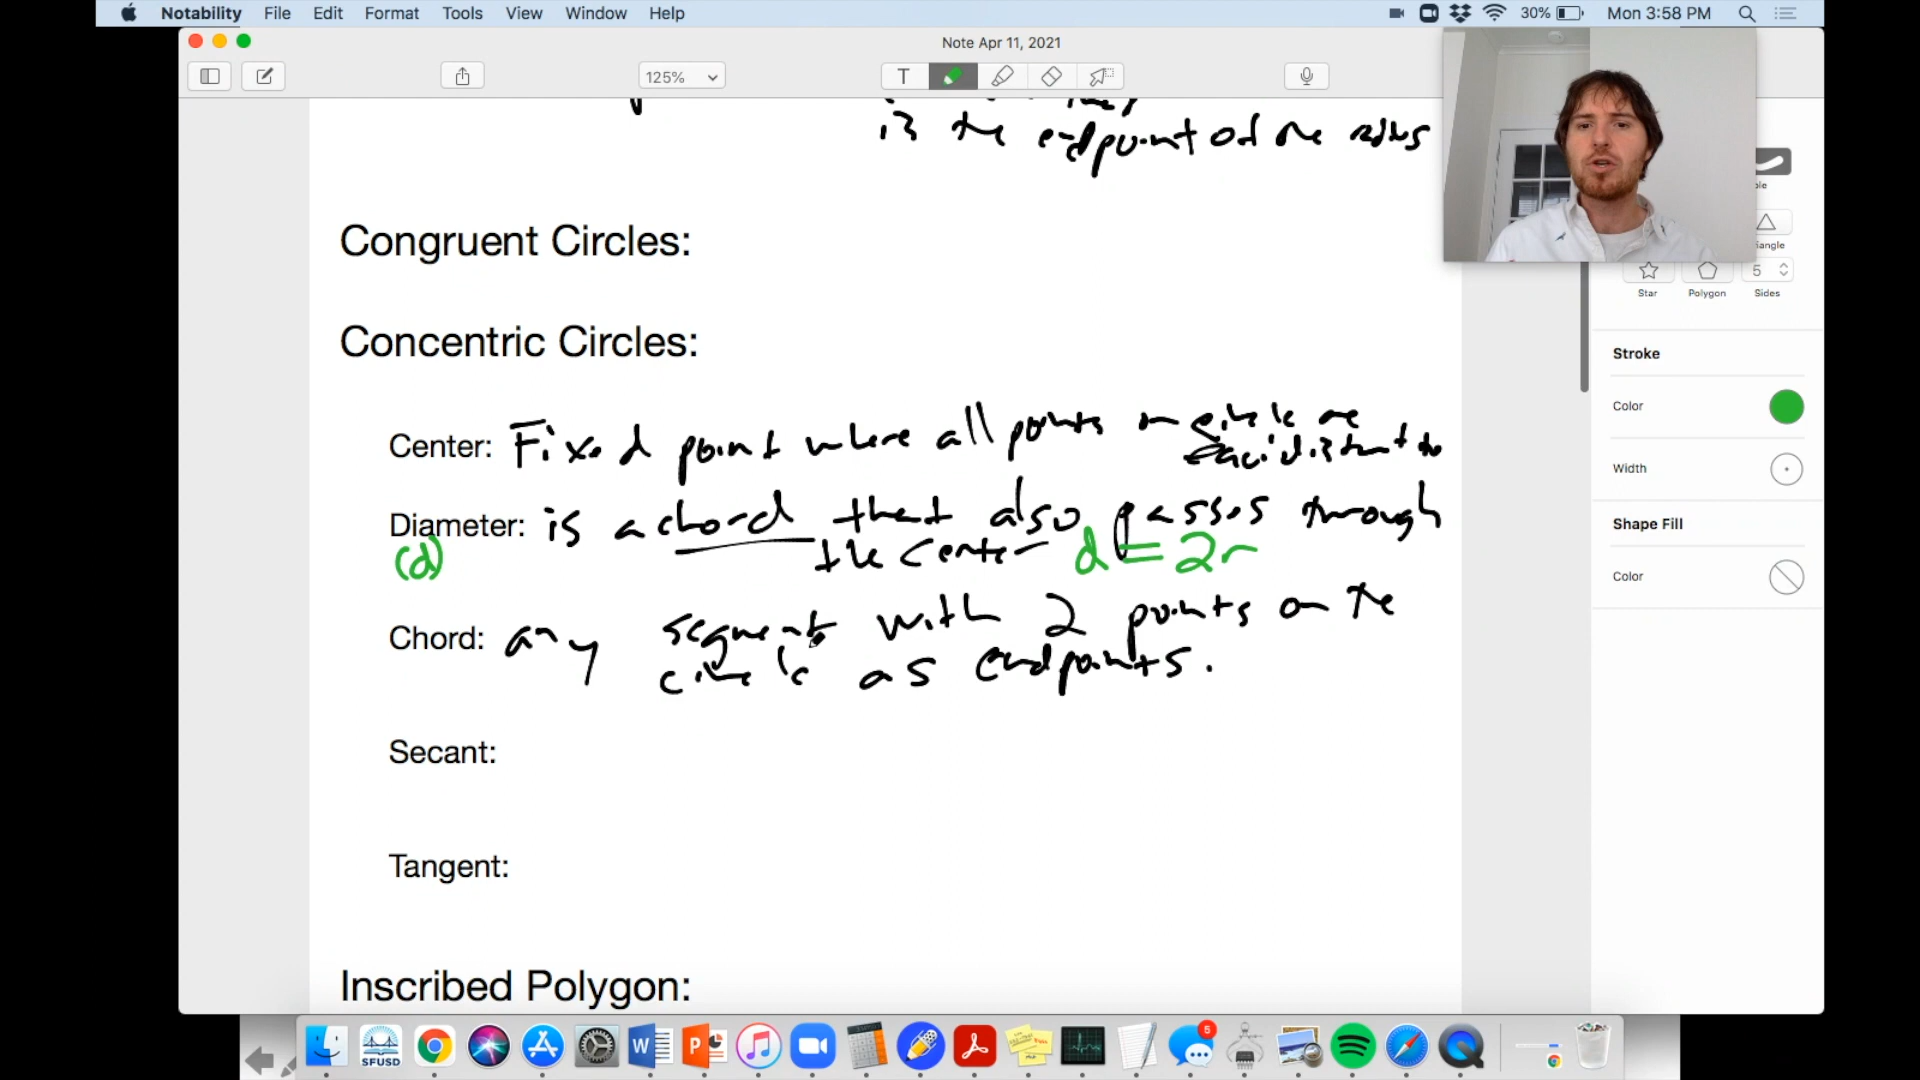 Notability File Edit Format Tools View Window Help 30% Mon 3:58 PM
Note Apr 11, 2021
125%
T
is the endpoint of the radius
Congruent Circles:
Concentric Circles:
Center: Fixed point where all points on circle are
equidistant to
Diameter: is a chord that also passes through
(d) the center d = 2r
Chord: any segment with 2 points on the
circle as endpoints.
Secant:
Tangent:
Inscribed Polygon:
Star Polygon 5 Sides
Stroke
Color
Width
Shape Fill
Color
SFUSD
5